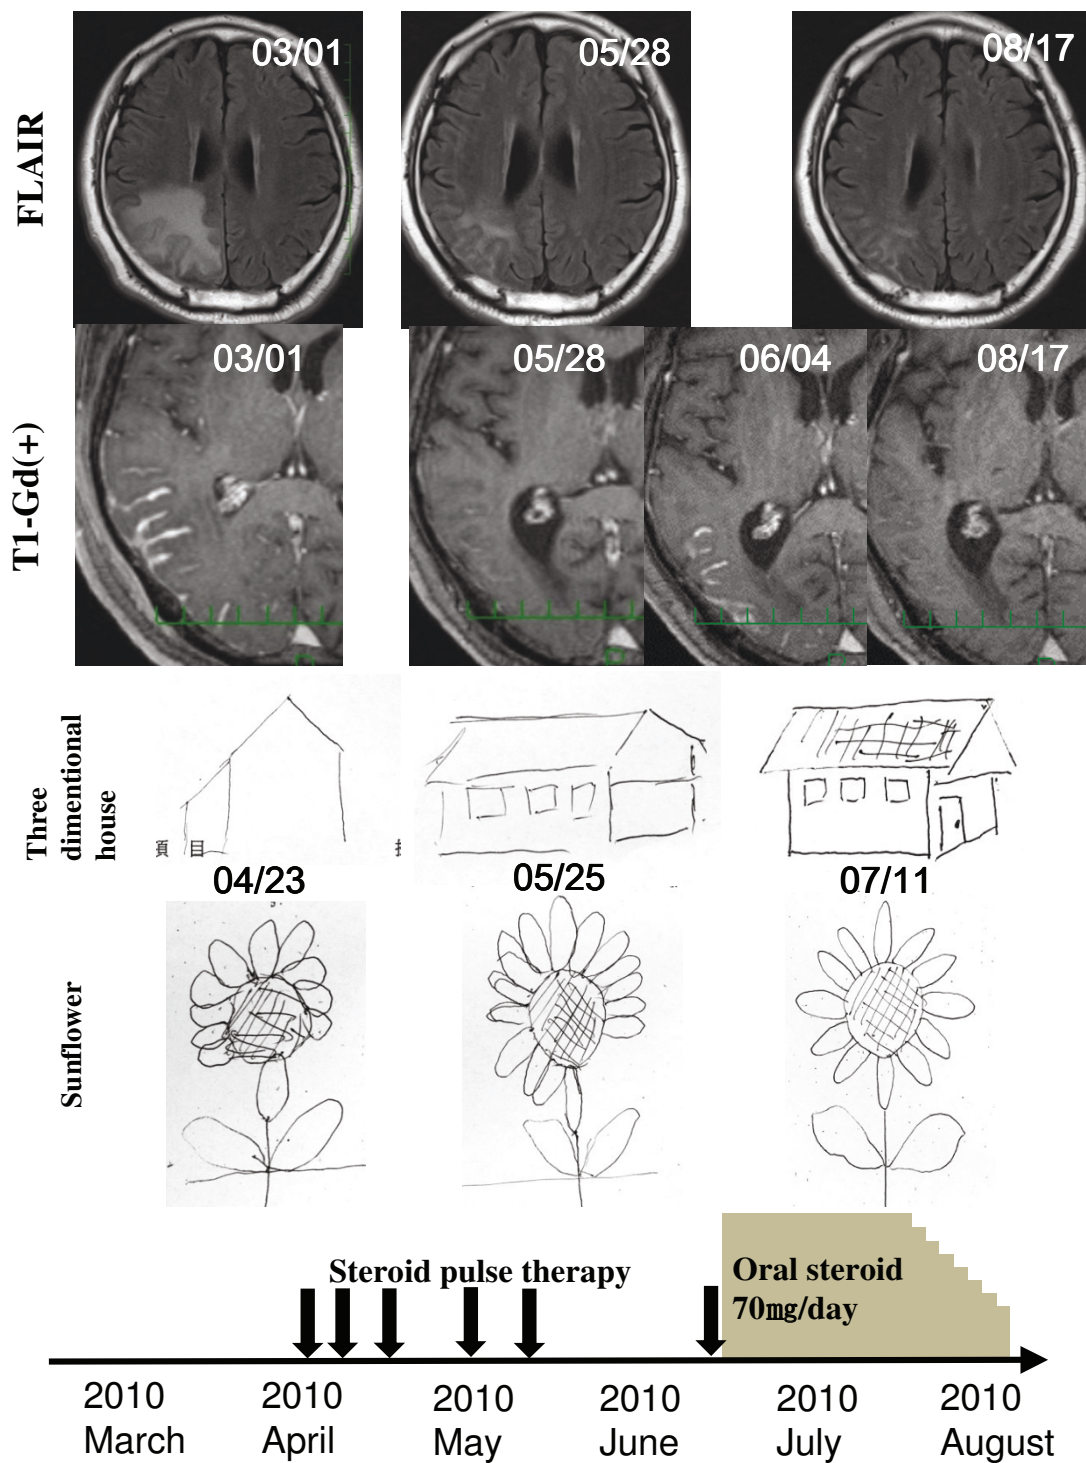 FLAIR
03/01
05/28
08/17
T1-Gd(+)
03/01
05/28
06/04
08/17
Three
dimentional
house
項 目
04/23
05/25
07/11
Sunflower
Steroid pulse therapy
Oral steroid
70㎎/day
2010
March
2010
April
2010
May
2010
June
2010
July
2010
August